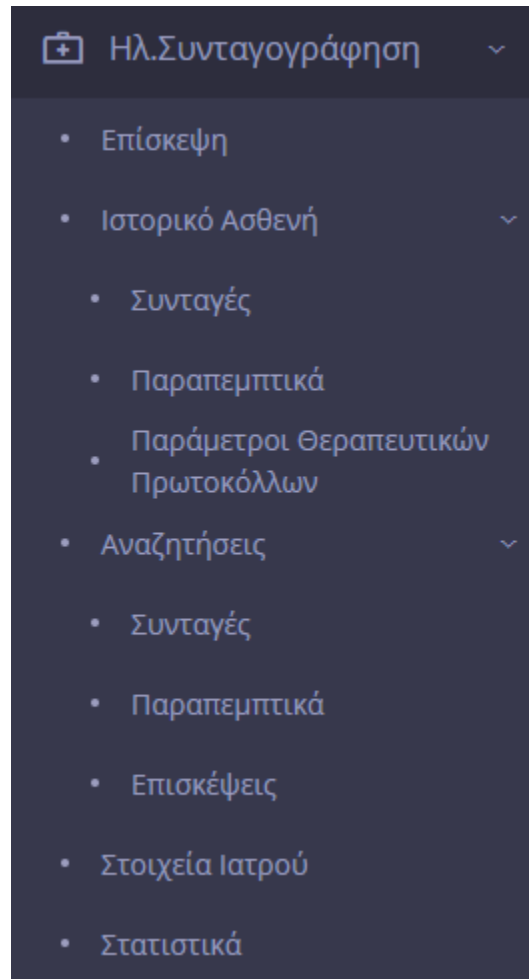 Ηλ.Συνταγογράφηση
Επίσκεψη
Ιστορικό Ασθενή
Συνταγές
Παραπεμπτικά
Παράμετροι Θεραπευτικών
Πρωτοκόλλων
Αναζητήσεις
Συνταγές
Παραπεμπτικά
Επισκέψεις
Στοιχεία Ιατρού
Στατιστικά